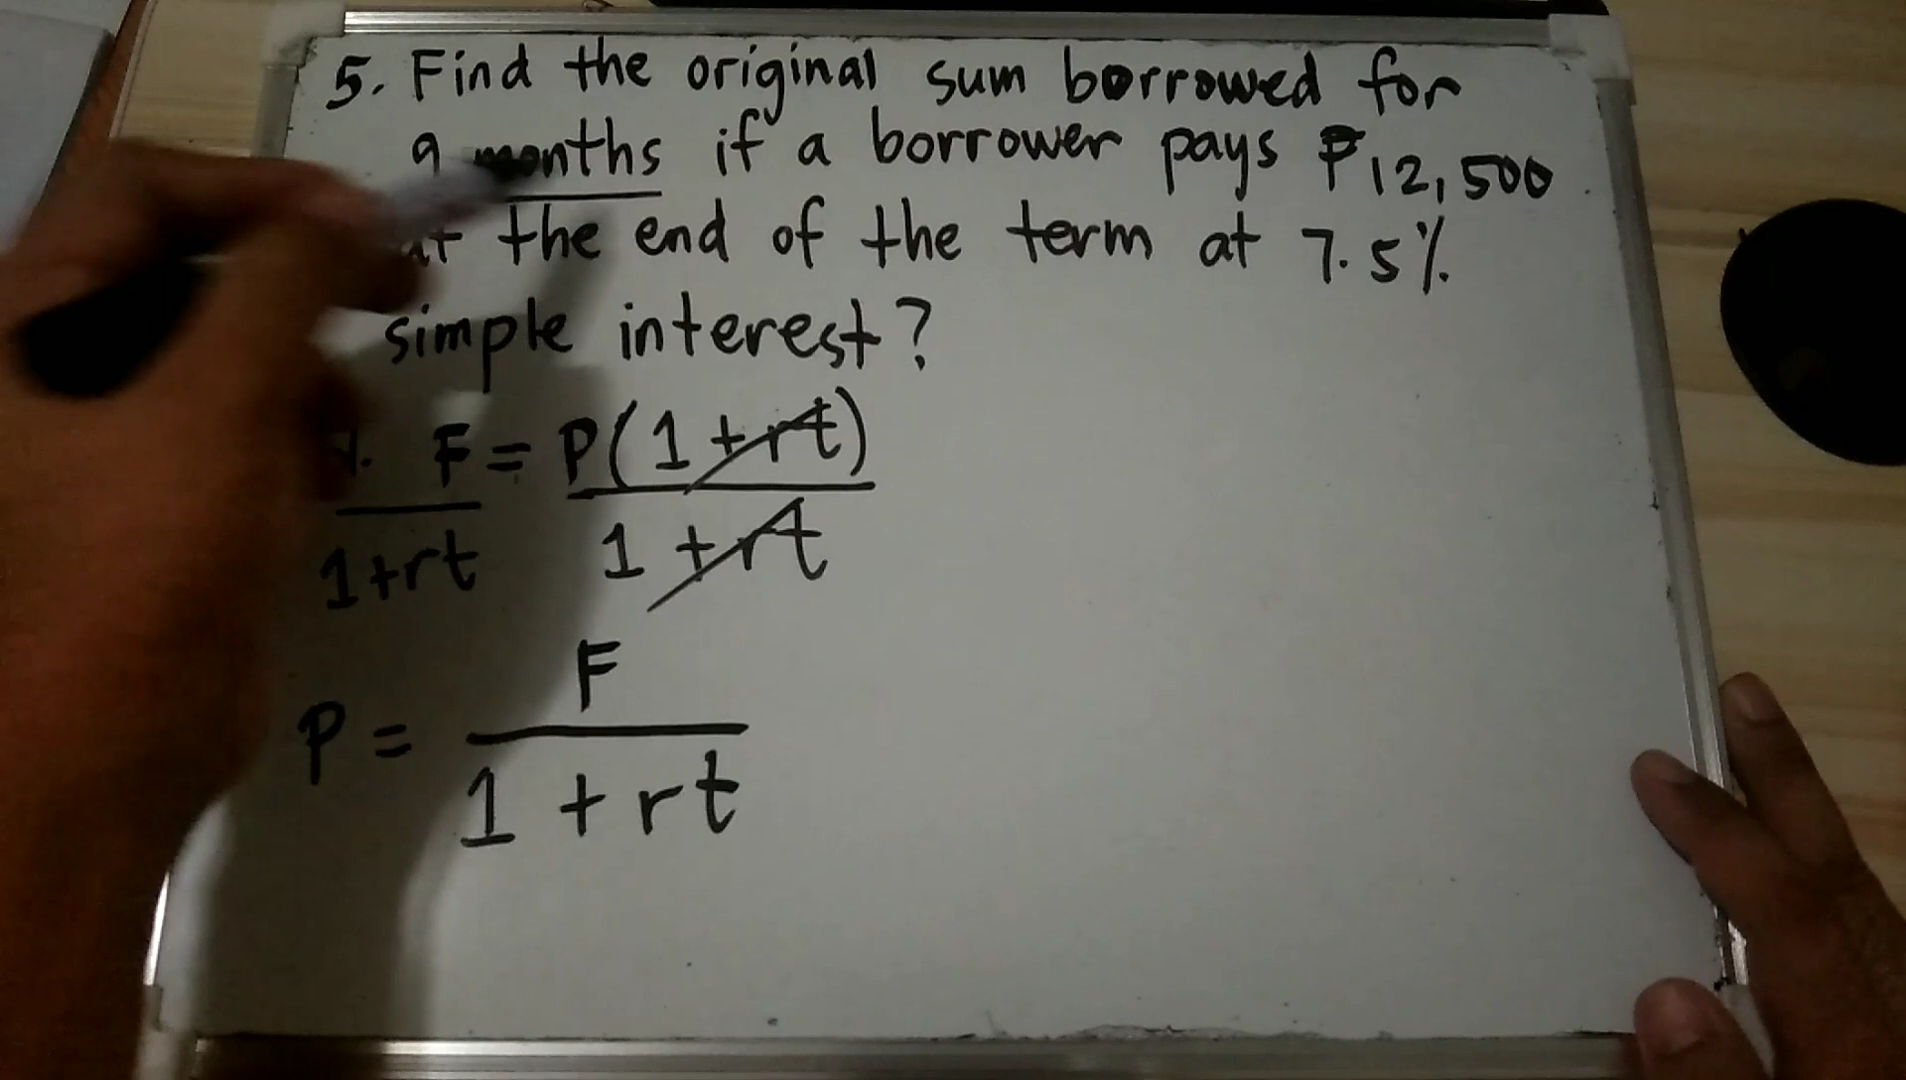 5. Find the original sum borrowed for
9 months if a borrower pays ₱12,500
at the end of the term at 7.5%
simple interest?
F = P(1+rt)
1+rt 1+rt
F
P =
1 + rt